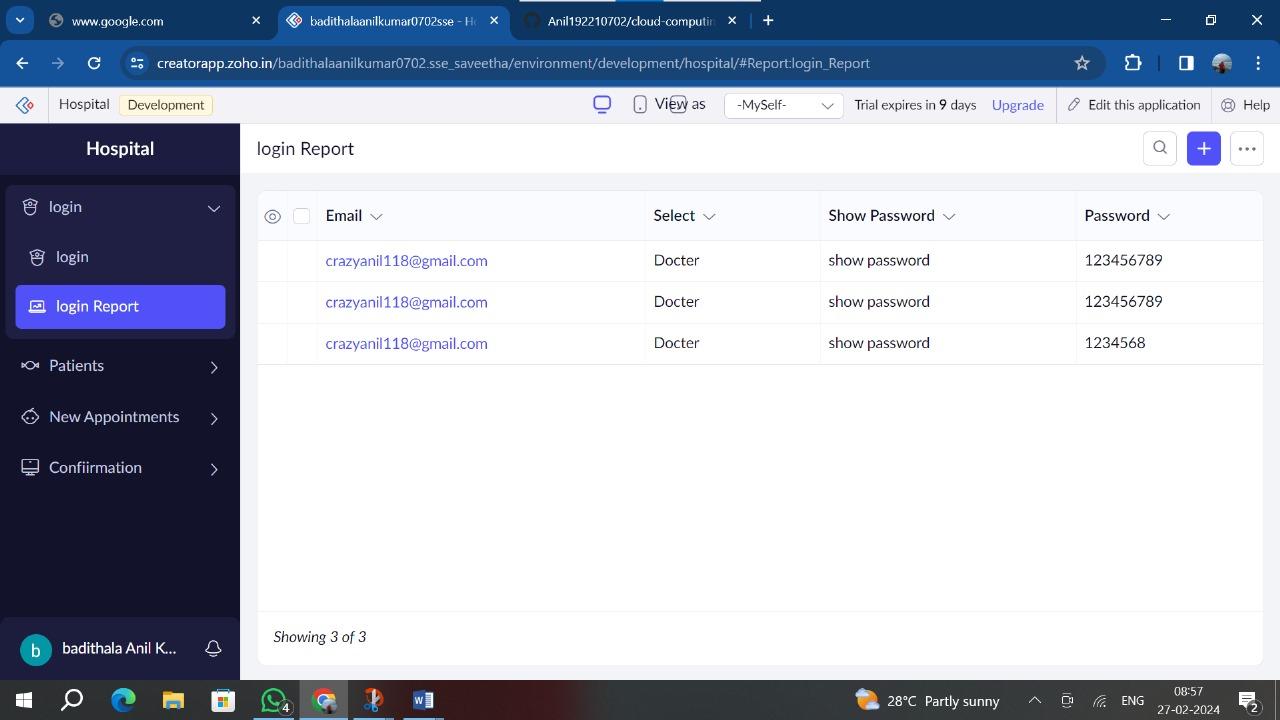 www.google.com
badithalaanilkumar0702sse - Ho
Anil192210702/cloud-computin
creatorapp.zoho.in/badithalaanilkumar0702.sse_saveetha/environment/development/hospital/#Report:login_Report
Hospital Development View as -MySelf- Trial expires in 9 days Upgrade Edit this application Help
Hospital
login
login
login Report
Patients
New Appointments
Confiirmation
badithala Anil K...
login Report
Email Select Show Password Password
crazyanil118@gmail.com Docter show password 123456789
crazyanil118@gmail.com Docter show password 123456789
crazyanil118@gmail.com Docter show password 1234568
Showing 3 of 3
4
28°C Partly sunny ENG
08:57
27-02-2024
2